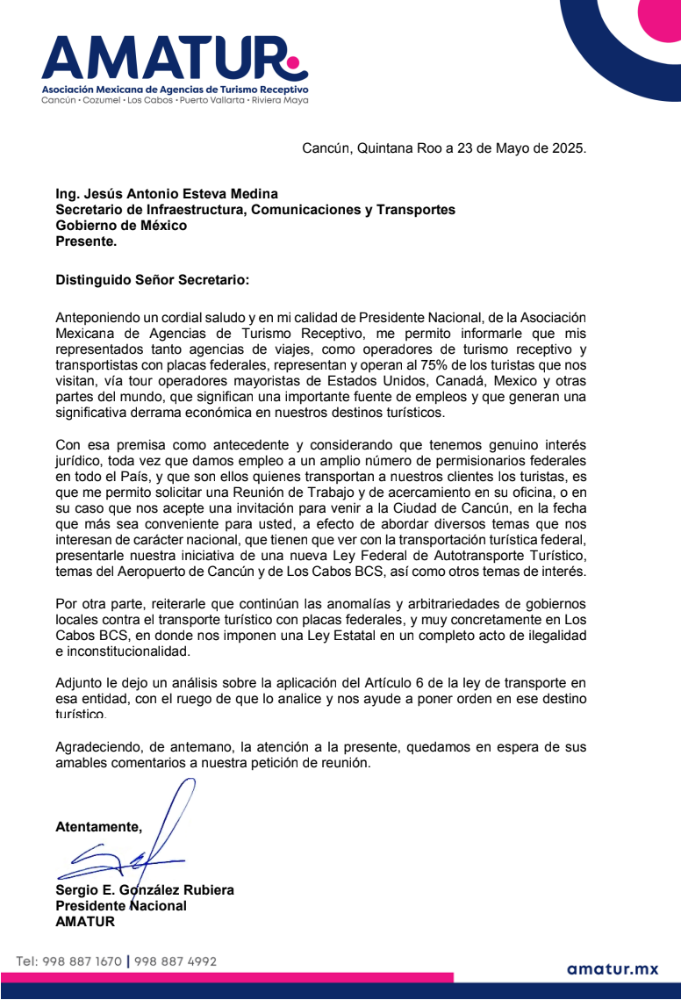 AMATUR
Asociación Mexicana de Agencias de Turismo Receptivo
Cancún • Cozumel • Los Cabos • Puerto Vallarta • Riviera Maya
Cancún, Quintana Roo a 23 de Mayo de 2025.
Ing. Jesús Antonio Esteva Medina
Secretario de Infraestructura, Comunicaciones y Transportes
Gobierno de México
Presente.
Distinguido Señor Secretario:
Anteponiendo un cordial saludo y en mi calidad de Presidente Nacional, de la Asociación
Mexicana de Agencias de Turismo Receptivo, me permito informarle que mis
representados tanto agencias de viajes, como operadores de turismo receptivo y
transportistas con placas federales, representan y operan al 75% de los turistas que nos
visitan, vía tour operadores mayoristas de Estados Unidos, Canadá, Mexico y otras
partes del mundo, que significan una importante fuente de empleos y que generan una
significativa derrama económica en nuestros destinos turísticos.
Con esa premisa como antecedente y considerando que tenemos genuino interés
jurídico, toda vez que damos empleo a un amplio número de permisionarios federales
en todo el País, y que son ellos quienes transportan a nuestros clientes los turistas, es
que me permito solicitar una Reunión de Trabajo y de acercamiento en su oficina, o en
su caso que nos acepte una invitación para venir a la Ciudad de Cancún, en la fecha
que más sea conveniente para usted, a efecto de abordar diversos temas que nos
interesan de carácter nacional, que tienen que ver con la transportación turística federal,
presentarle nuestra iniciativa de una nueva Ley Federal de Autotransporte Turístico,
temas del Aeropuerto de Cancún y de Los Cabos BCS, así como otros temas de interés.
Por otra parte, reiterarle que continúan las anomalías y arbitrariedades de gobiernos
locales contra el transporte turístico con placas federales, y muy concretamente en Los
Cabos BCS, en donde nos imponen una Ley Estatal en un completo acto de ilegalidad
e inconstitucionalidad.
Adjunto le dejo un análisis sobre la aplicación del Artículo 6 de la ley de transporte en
esa entidad, con el ruego de que lo analice y nos ayude a poner orden en ese destino
turístico.
Agradeciendo, de antemano, la atención a la presente, quedamos en espera de sus
amables comentarios a nuestra petición de reunión.
Atentamente,
Sergio E. González Rubiera
Presidente Nacional
AMATUR
Tel: 998 887 1670 | 998 887 4992
amatur.mx